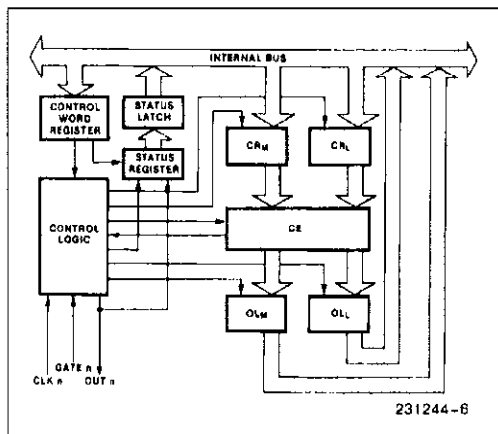 INTERNAL BUS
CONTROL
WORD
REGISTER
STATUS
LATCH
STATUS
REGISTER
CRM
CRL
CONTROL
LOGIC
CE
OLM
OLL
GATE n
CLK n
OUT n
231244-6